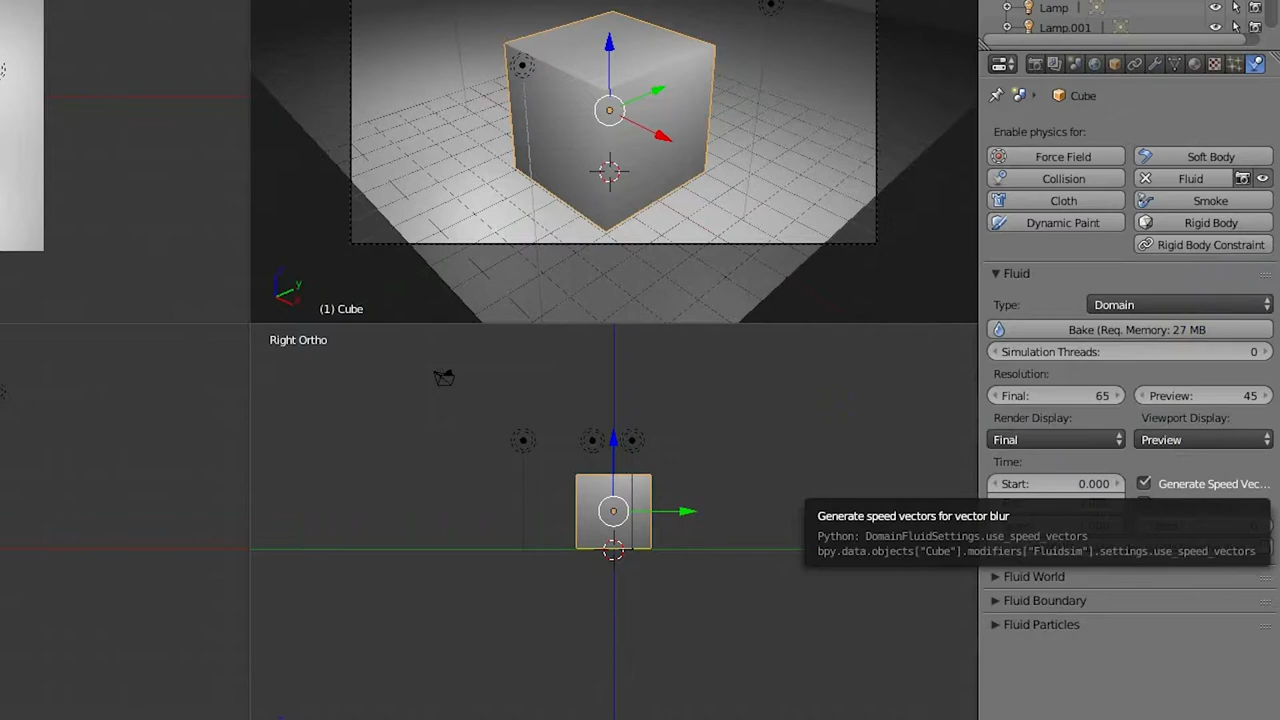 Lamp
Lamp.001
Cube
Enable physics for:
Force Field
Soft Body
Collision
Fluid
Cloth
Smoke
Dynamic Paint
Rigid Body
Rigid Body Constraint
Fluid
Type:
Domain
Bake (Req. Memory: 27 MB
Simulation Threads: 0
Resolution:
Final: 65
Preview: 45
Render Display:
Viewport Display:
Final
Preview
Time:
Start: 0.000
Generate Speed Vec...
Generate speed vectors for vector blur
Python: DomainFluidSettings.use_speed_vectors
bpy.data.objects["Cube"].modifiers["Fluidsim"].settings.use_speed_vectors
Fluid World
Fluid Boundary
Fluid Particles
z
y
x
(1) Cube
Right Ortho